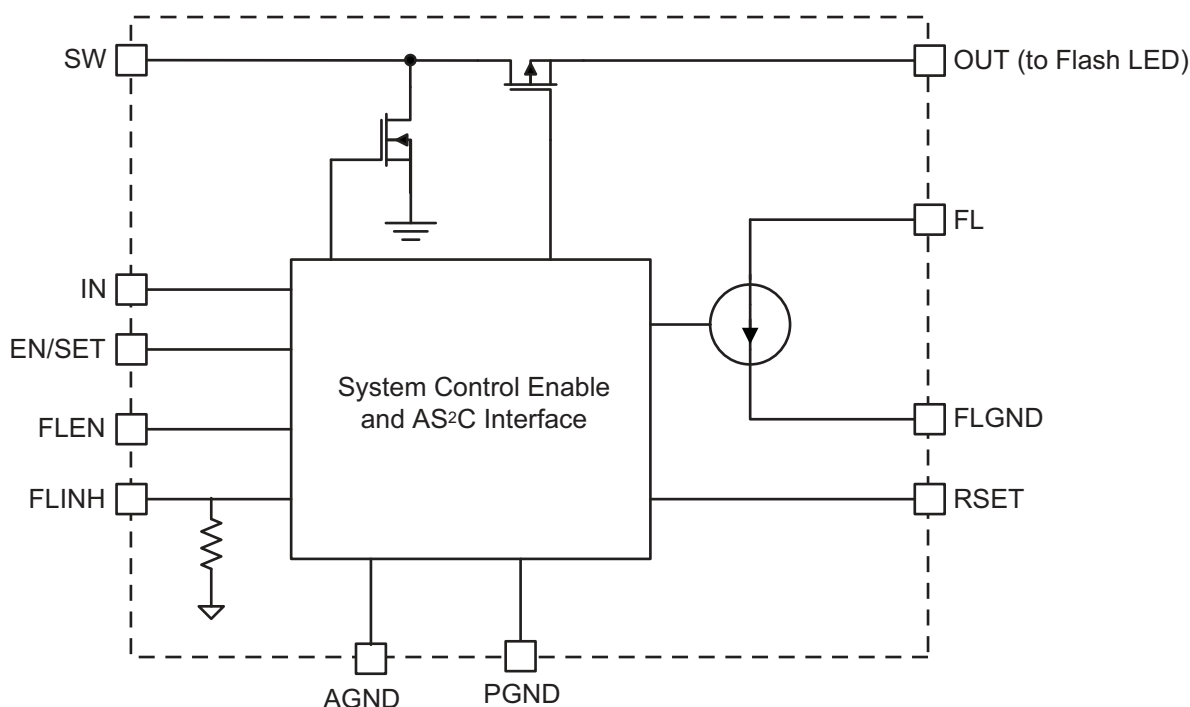 SW
OUT (to Flash LED)
FL
IN
EN/SET
System Control Enable
and AS²C Interface
FLEN
FLGND
FLINH
RSET
AGND
PGND